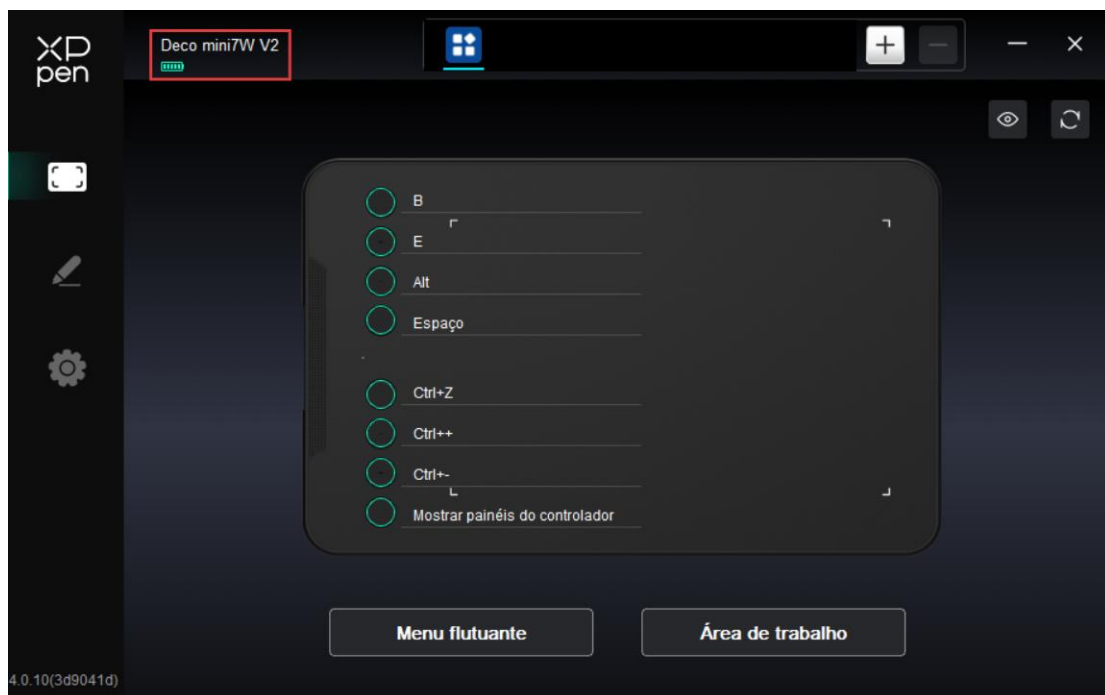 XP
pen
Deco mini7W V2
B
E
Alt
Espaço
Ctrl+Z
Ctrl++
Ctrl+-
Mostrar painéis do controlador
Menu flutuante
Área de trabalho
4.0.10(3d9041d)